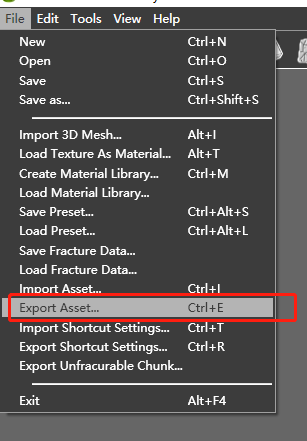 File Edit Tools View Help
New Ctrl+N
Open Ctrl+O
Save Ctrl+S
Save as... Ctrl+Shift+S
Import 3D Mesh... Alt+I
Load Texture As Material... Alt+T
Create Material Library... Ctrl+M
Load Material Library...
Save Preset... Ctrl+Alt+S
Load Preset... Ctrl+Alt+L
Save Fracture Data...
Load Fracture Data...
Import Asset... Ctrl+I
Export Asset... Ctrl+E
Import Shortcut Settings... Ctrl+T
Export Shortcut Settings... Ctrl+R
Export Unfracurable Chunk...
Exit Alt+F4